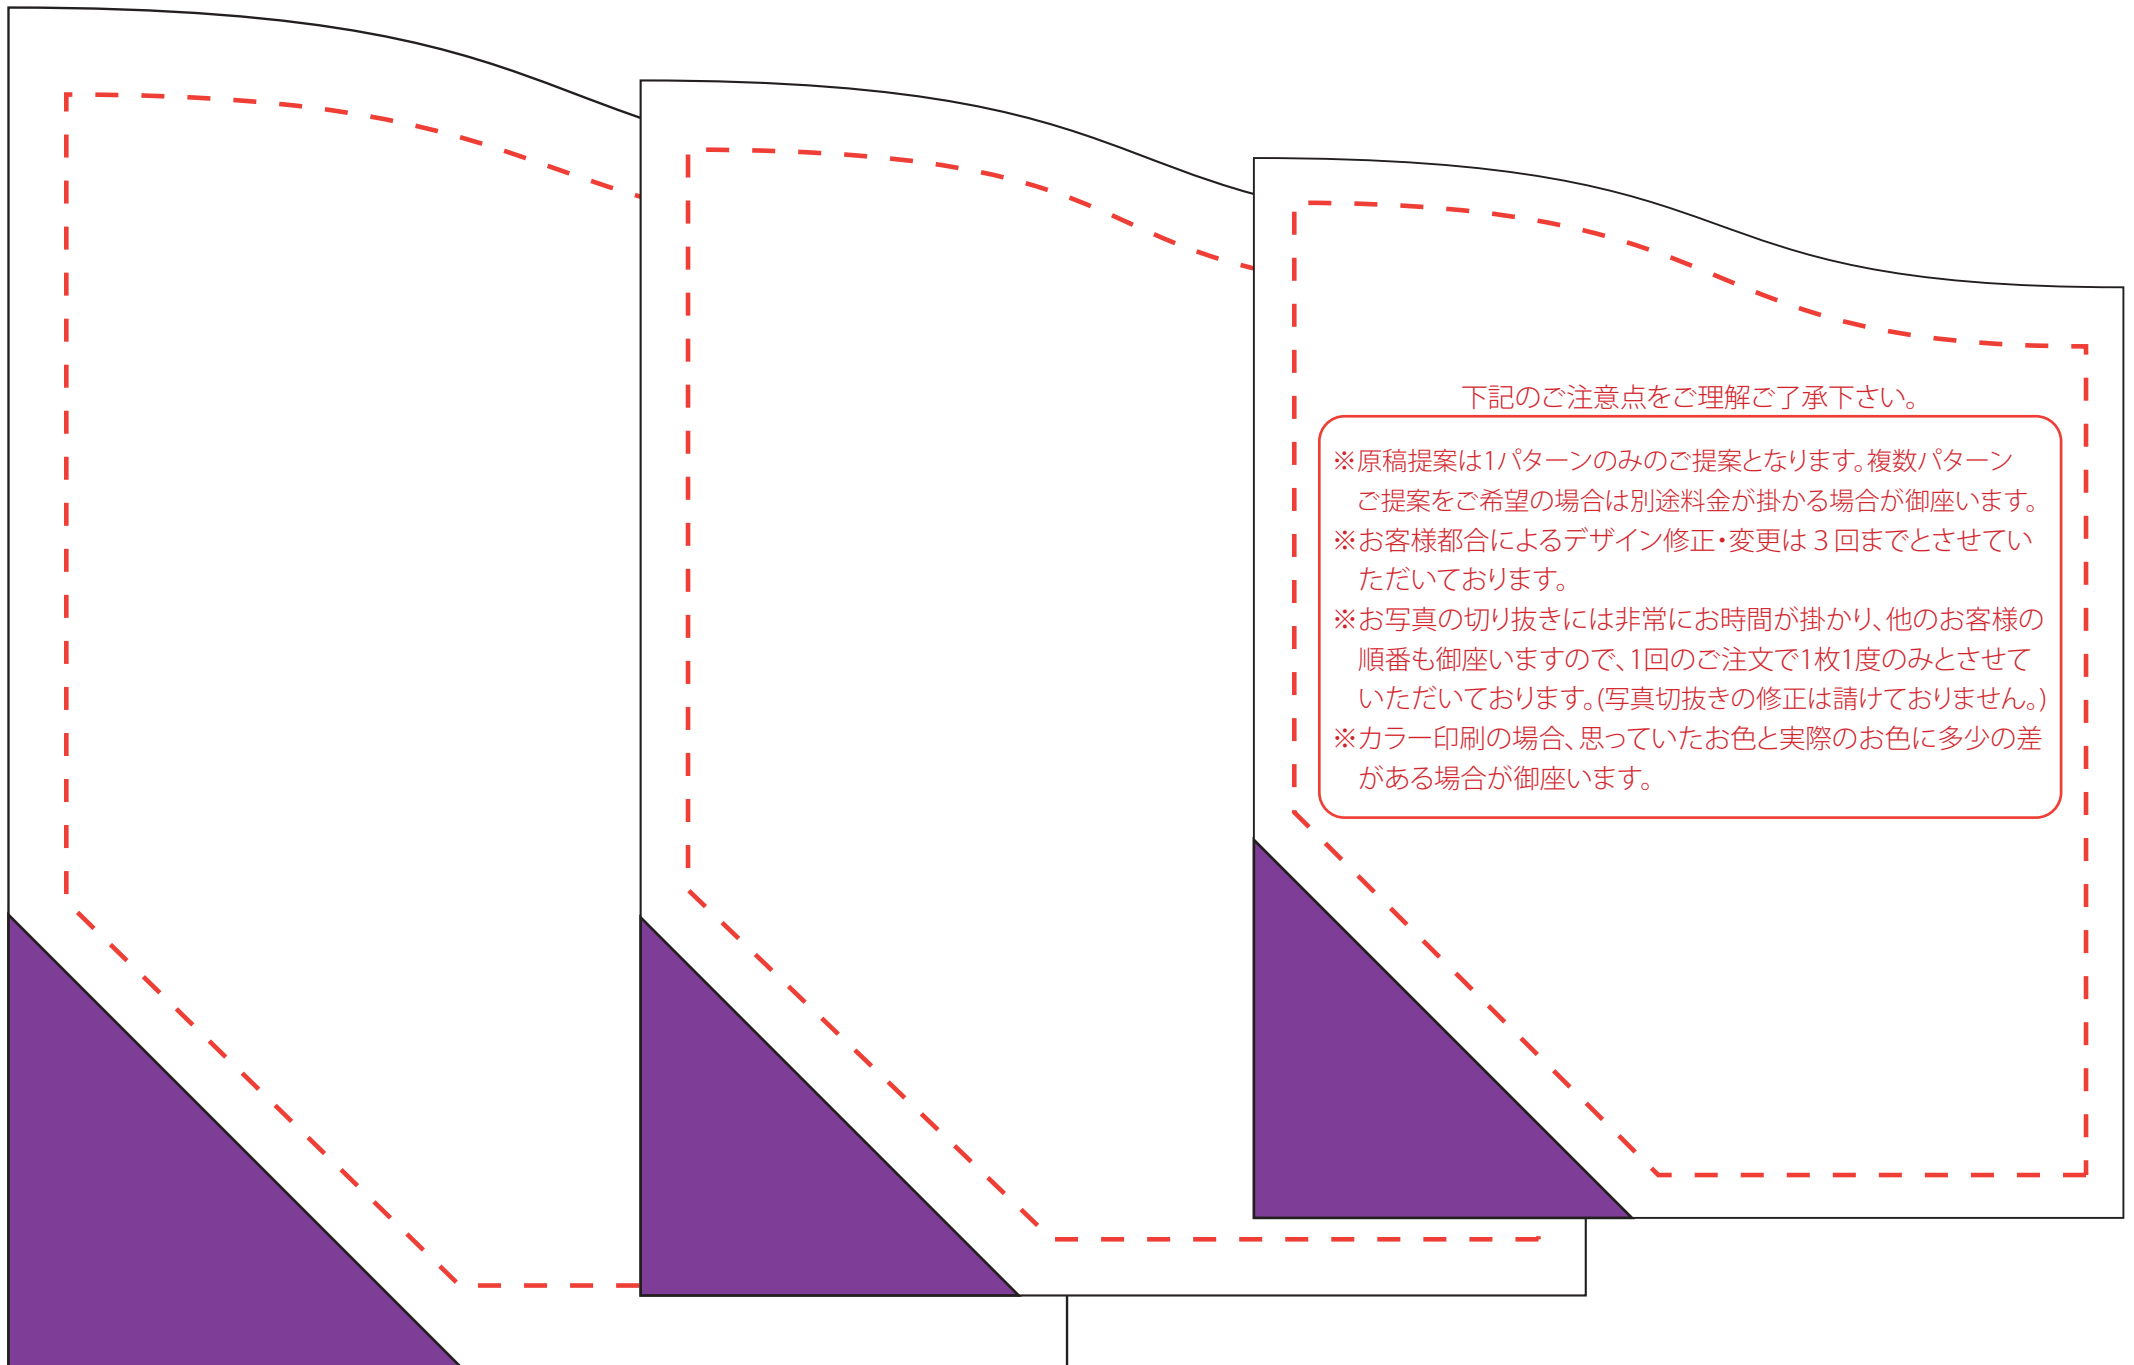 下記のご注意点をご理解ご了承下さい。
※原稿提案は1パターンのみのご提案となります。複数パターン
ご提案をご希望の場合は別途料金が掛かる場合が御座います。
※お客様都合によるデザイン修正・変更は 3 回までとさせてい
ただいております。
※お写真の切り抜きには非常にお時間が掛かり、他のお客様の
順番も御座いますので、1回のご注文で1枚1度のみとさせて
いただいております。(写真切抜きの修正は請けておりません。)
※カラー印刷の場合、思っていたお色と実際のお色に多少の差
がある場合が御座います。